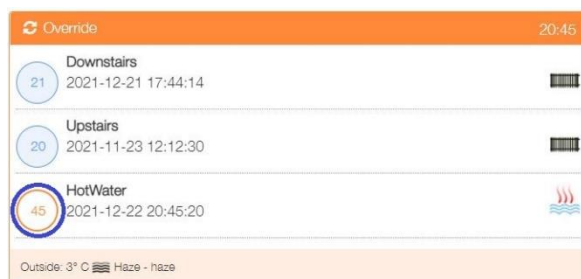 Override 20:45
Downstairs
21 2021-12-21 17:44:14
Upstairs
20 2021-11-23 12:12:30
HotWater
45 2021-12-22 20:45:20
Outside: 3° C Haze - haze